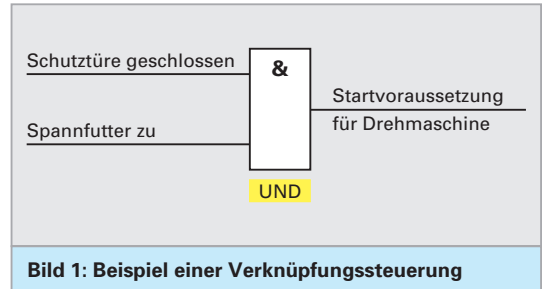 Schutztüre geschlossen
&
Startvoraussetzung
für Drehmaschine
Spannfutter zu
UND
Bild 1: Beispiel einer Verknüpfungssteuerung